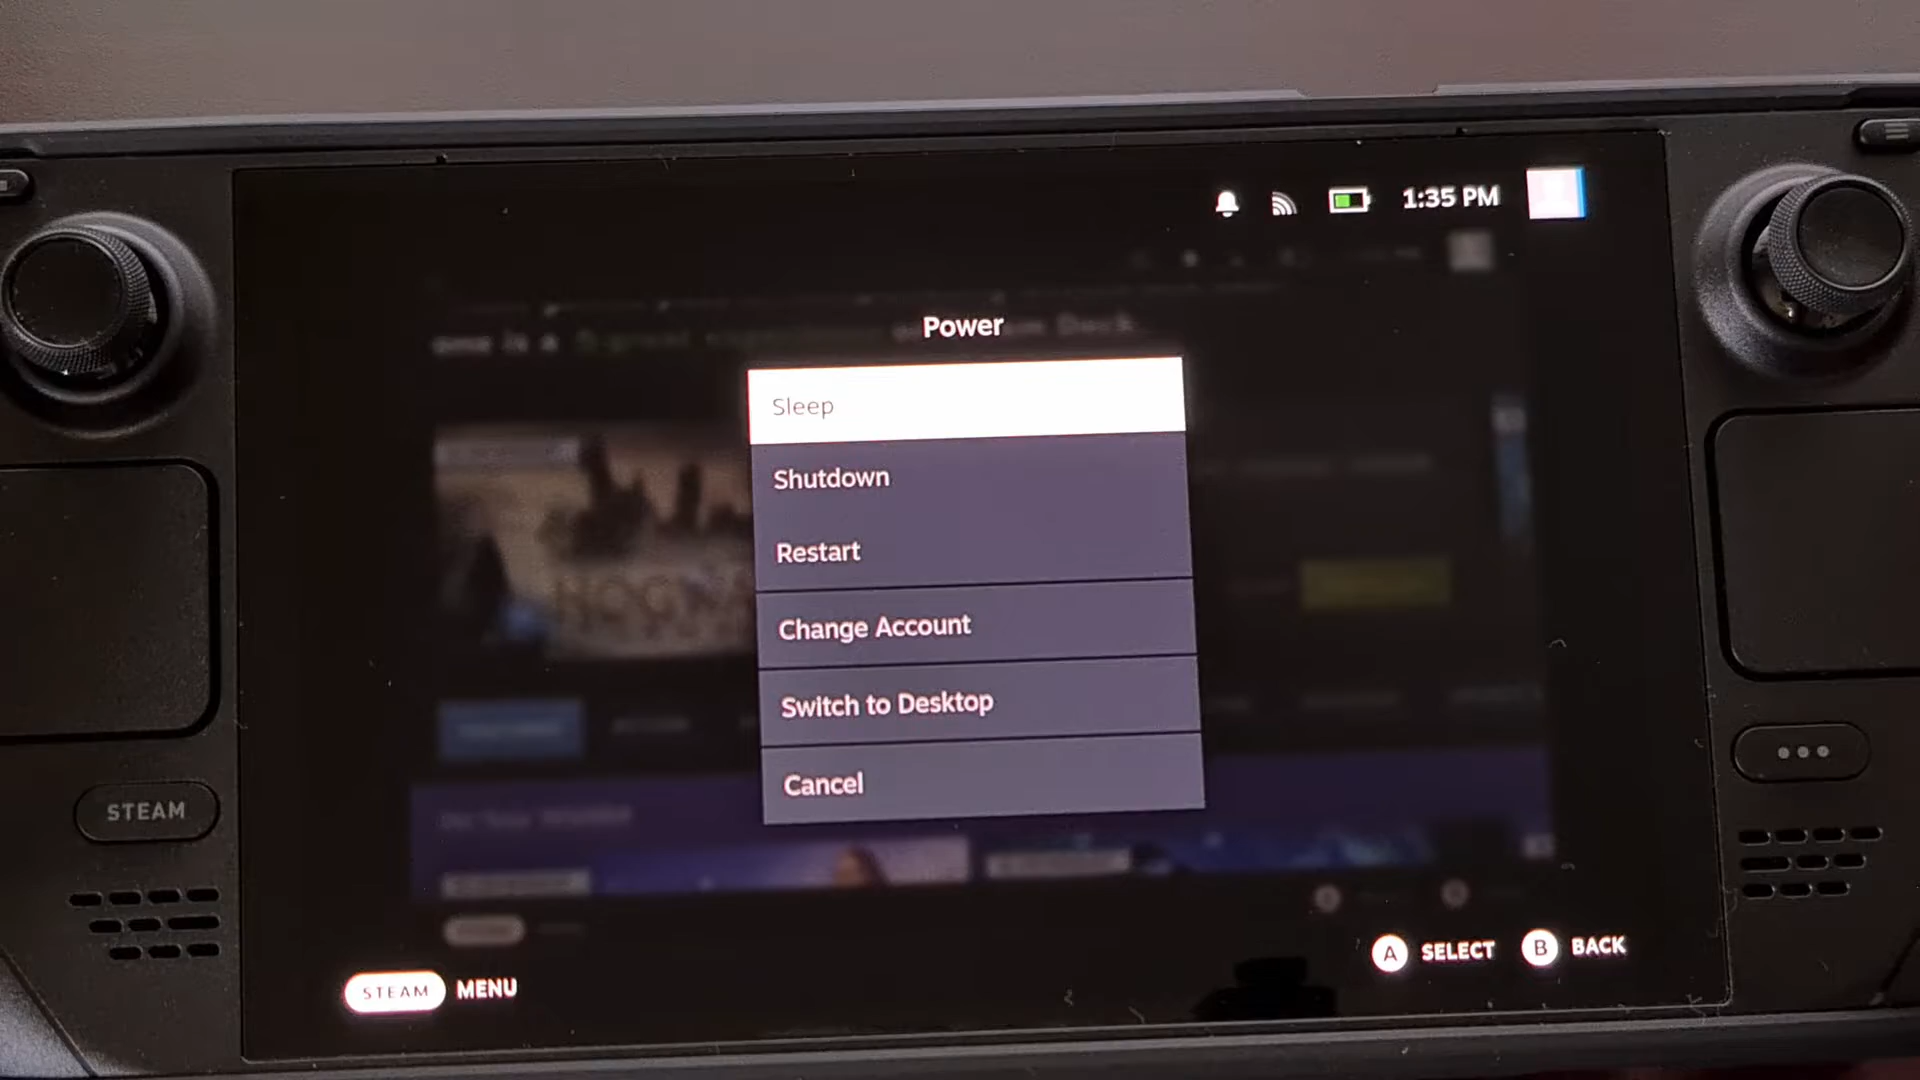 1:35 PM
Power
Sleep
Shutdown
Restart
Change Account
Switch to Desktop
Cancel
STEAM
STEAM MENU
A SELECT B BACK